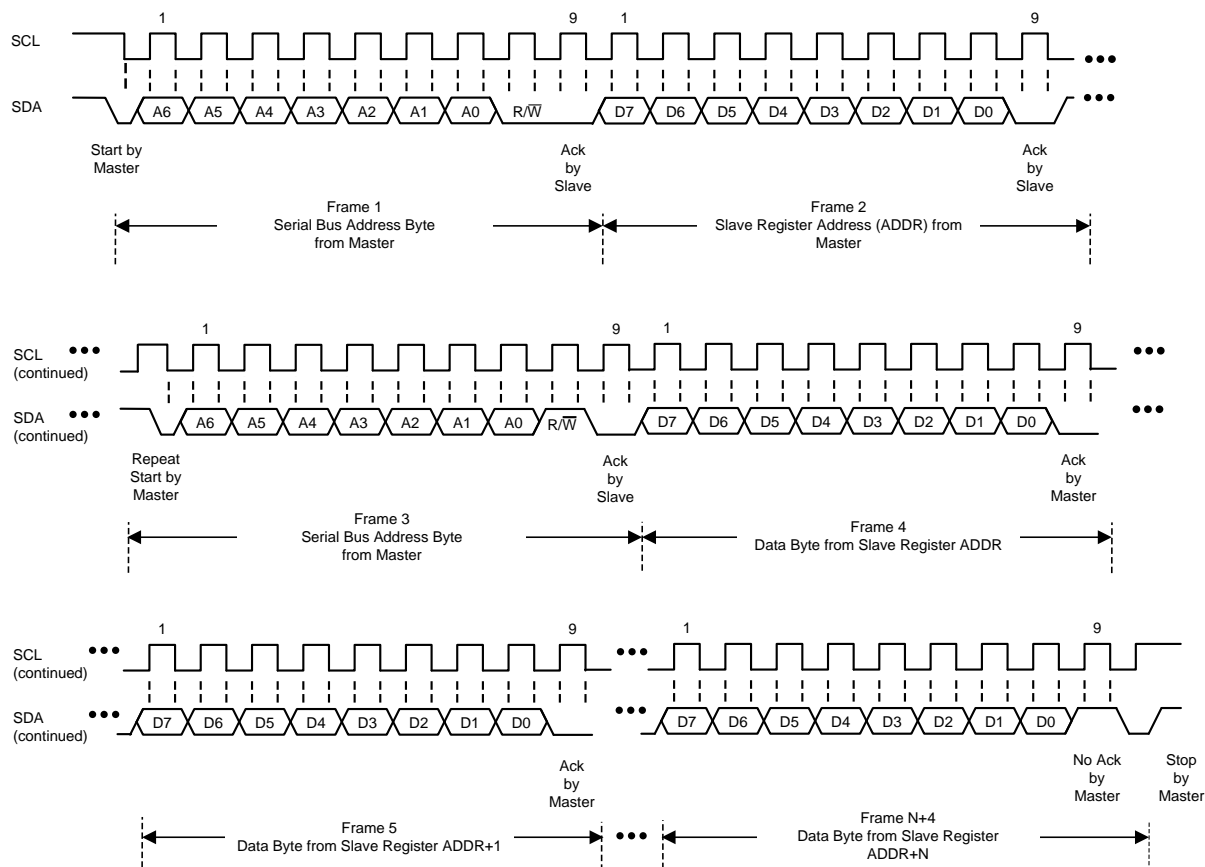 1 9 1 9
SCL
•••
SDA A6 A5 A4 A3 A2 A1 A0 R/W̅ D7 D6 D5 D4 D3 D2 D1 D0 •••
Start by
Master
Ack
by
Slave
Ack
by
Slave
Frame 1
Serial Bus Address Byte
from Master
Frame 2
Slave Register Address (ADDR) from
Master
1 9 1 9
SCL
(continued)
••• •••
SDA
(continued)
••• A6 A5 A4 A3 A2 A1 A0 R/W̅ D7 D6 D5 D4 D3 D2 D1 D0 •••
Repeat
Start by
Master
Ack
by
Slave
Ack
by
Master
Frame 3
Serial Bus Address Byte
from Master
Frame 4
Data Byte from Slave Register ADDR
1 9 1 9
SCL
(continued)
••• •••
SDA
(continued)
••• D7 D6 D5 D4 D3 D2 D1 D0 ••• D7 D6 D5 D4 D3 D2 D1 D0
Ack
by
Master
No Ack
by
Master
Stop
by
Master
Frame 5
Data Byte from Slave Register ADDR+1
•••
Frame N+4
Data Byte from Slave Register
ADDR+N